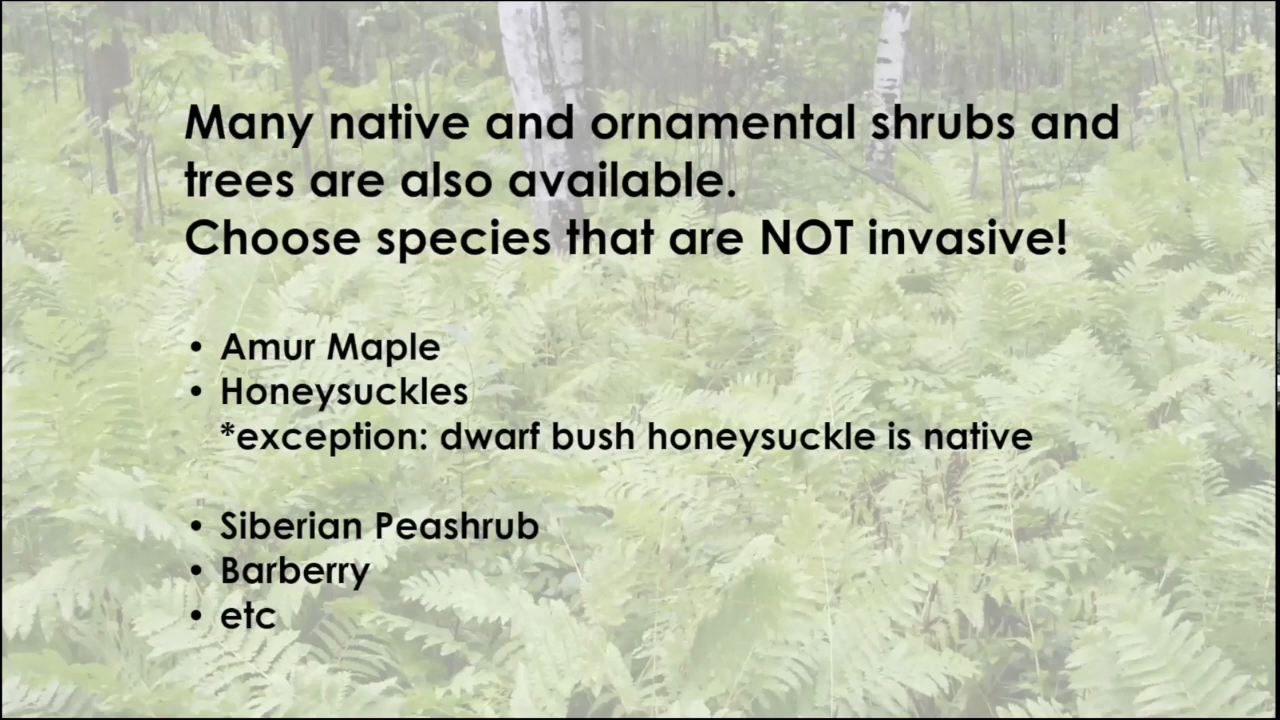 Many native and ornamental shrubs and
trees are also available.
Choose species that are NOT invasive!
• Amur Maple
• Honeysuckles
*exception: dwarf bush honeysuckle is native
• Siberian Peashrub
• Barberry
• etc